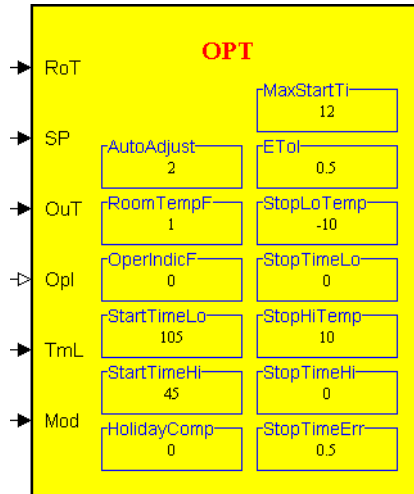 OPT
RoT
MaxStartTi
12
SP
AutoAdjust
2
ETol
0.5
OuT
RoomTempF
1
StopLoTemp
-10
OpI
OperIndicF
0
StopTimeLo
0
StartTimeLo
105
StopHiTemp
10
TmL
StartTimeHi
45
StopTimeHi
0
Mod
HolidayComp
0
StopTimeErr
0.5